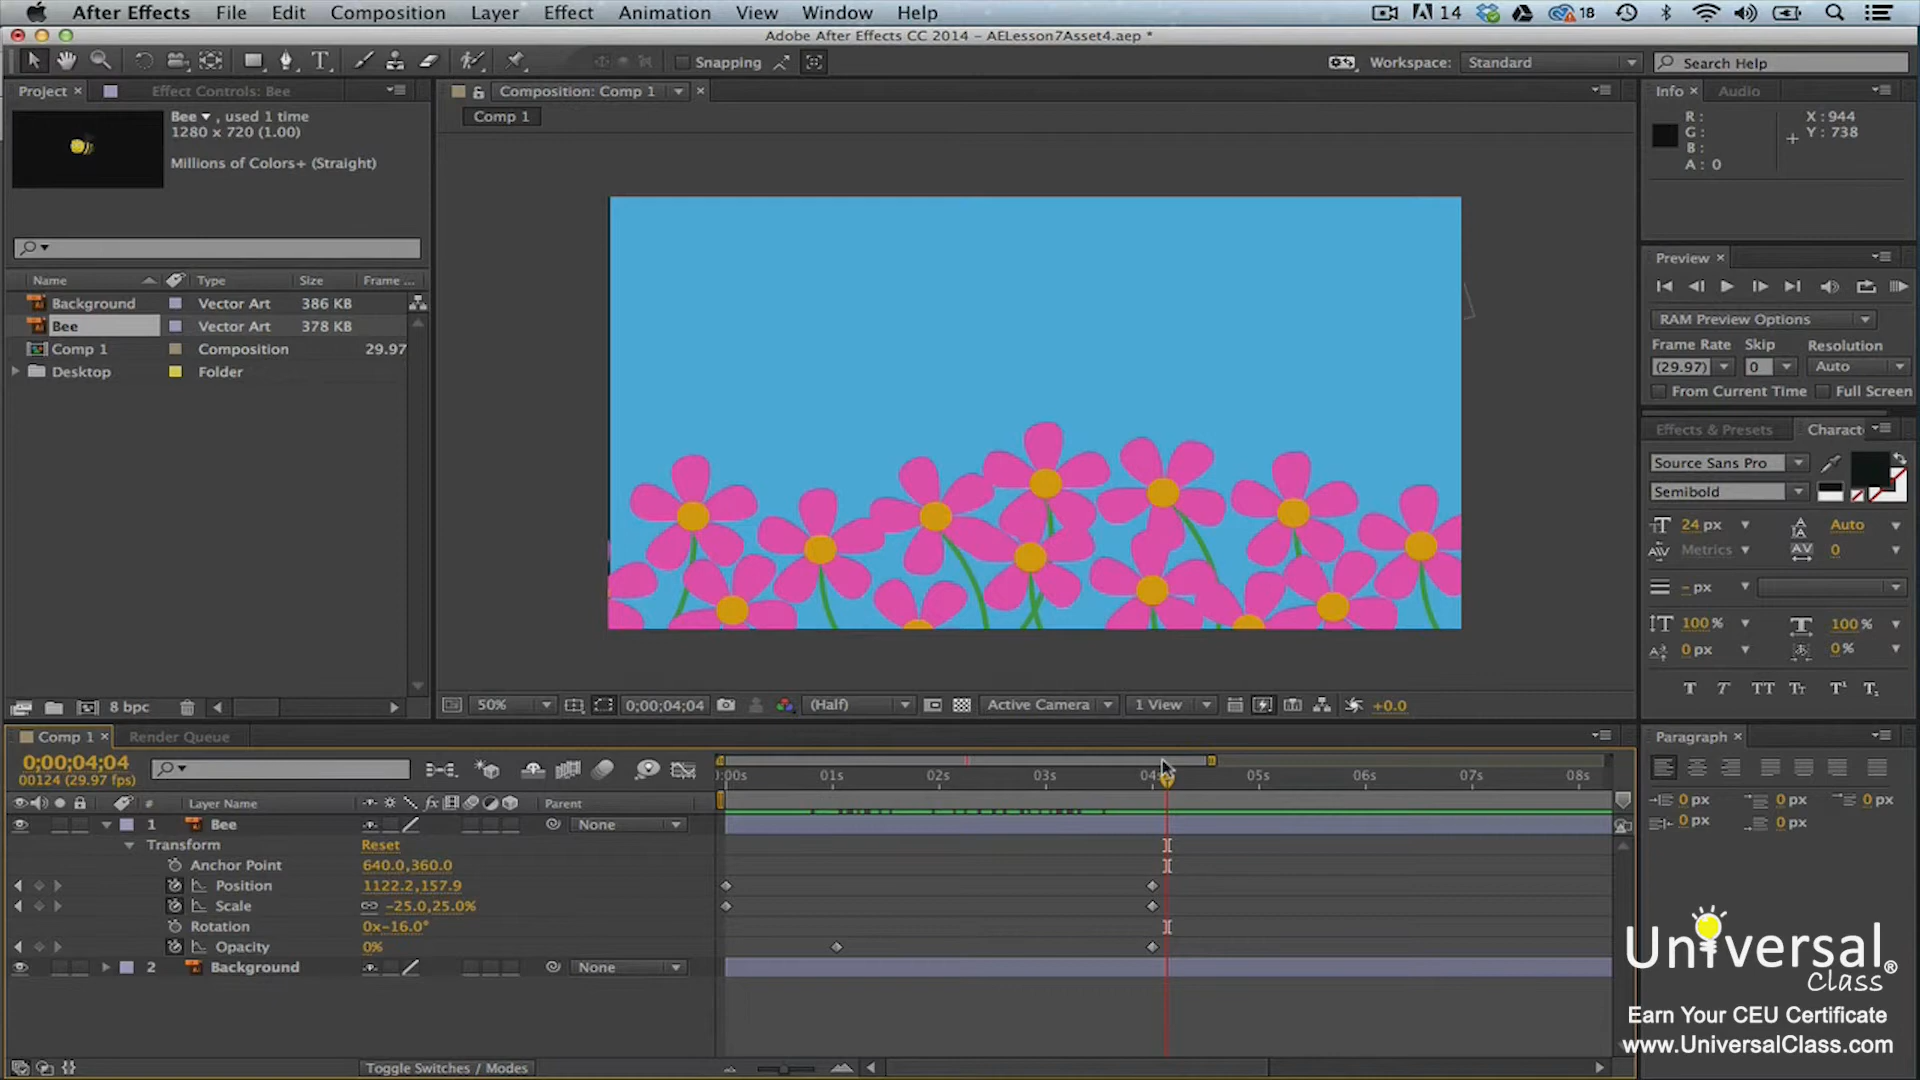 After Effects File Edit Composition Layer Effect Animation View Window Help 14 18
Adobe After Effects CC 2014 – AELesson7Asset4.aep *
Snapping Workspace: Standard Search Help
Project × Effect Controls: Bee Composition: Comp 1 × Info × Audio
Comp 1
Bee ▾ , used 1 time
1280 x 720 (1.00)
Millions of Colors+ (Straight)
R :
G :
B :
A : 0
X : 944
Y : 738
Preview ×
RAM Preview Options
Frame Rate Skip Resolution
(29.97) 0 Auto
From Current Time Full Screen
Name Type Size Frame ...
Background Vector Art 386 KB
Bee Vector Art 378 KB
Comp 1 Composition 29.97
Desktop Folder
Effects & Presets Charact
Source Sans Pro
Semibold
24 px Auto
Metrics 0
– px
100 % 100 %
0 px 0 %
T T TT Tt T¹ T₁
8 bpc
50% 0;00;04;04 (Half) Active Camera 1 View +0.0
Comp 1 × Render Queue
Paragraph ×
0 px 0 px 0 px
0 px 0 px
0;00;04;04
00124 (29.97 fps)
:00s 01s 02s 03s 04s 05s 06s 07s 08s
# Layer Name fx Parent
1 Bee None
Transform Reset
Anchor Point 640.0,360.0
Position 1122.2,157.9
Scale -25.0,25.0%
Rotation 0x-16.0°
Opacity 0%
2 Background None
Toggle Switches / Modes
Universal
Class®
Earn Your CEU Certificate
www.UniversalClass.com